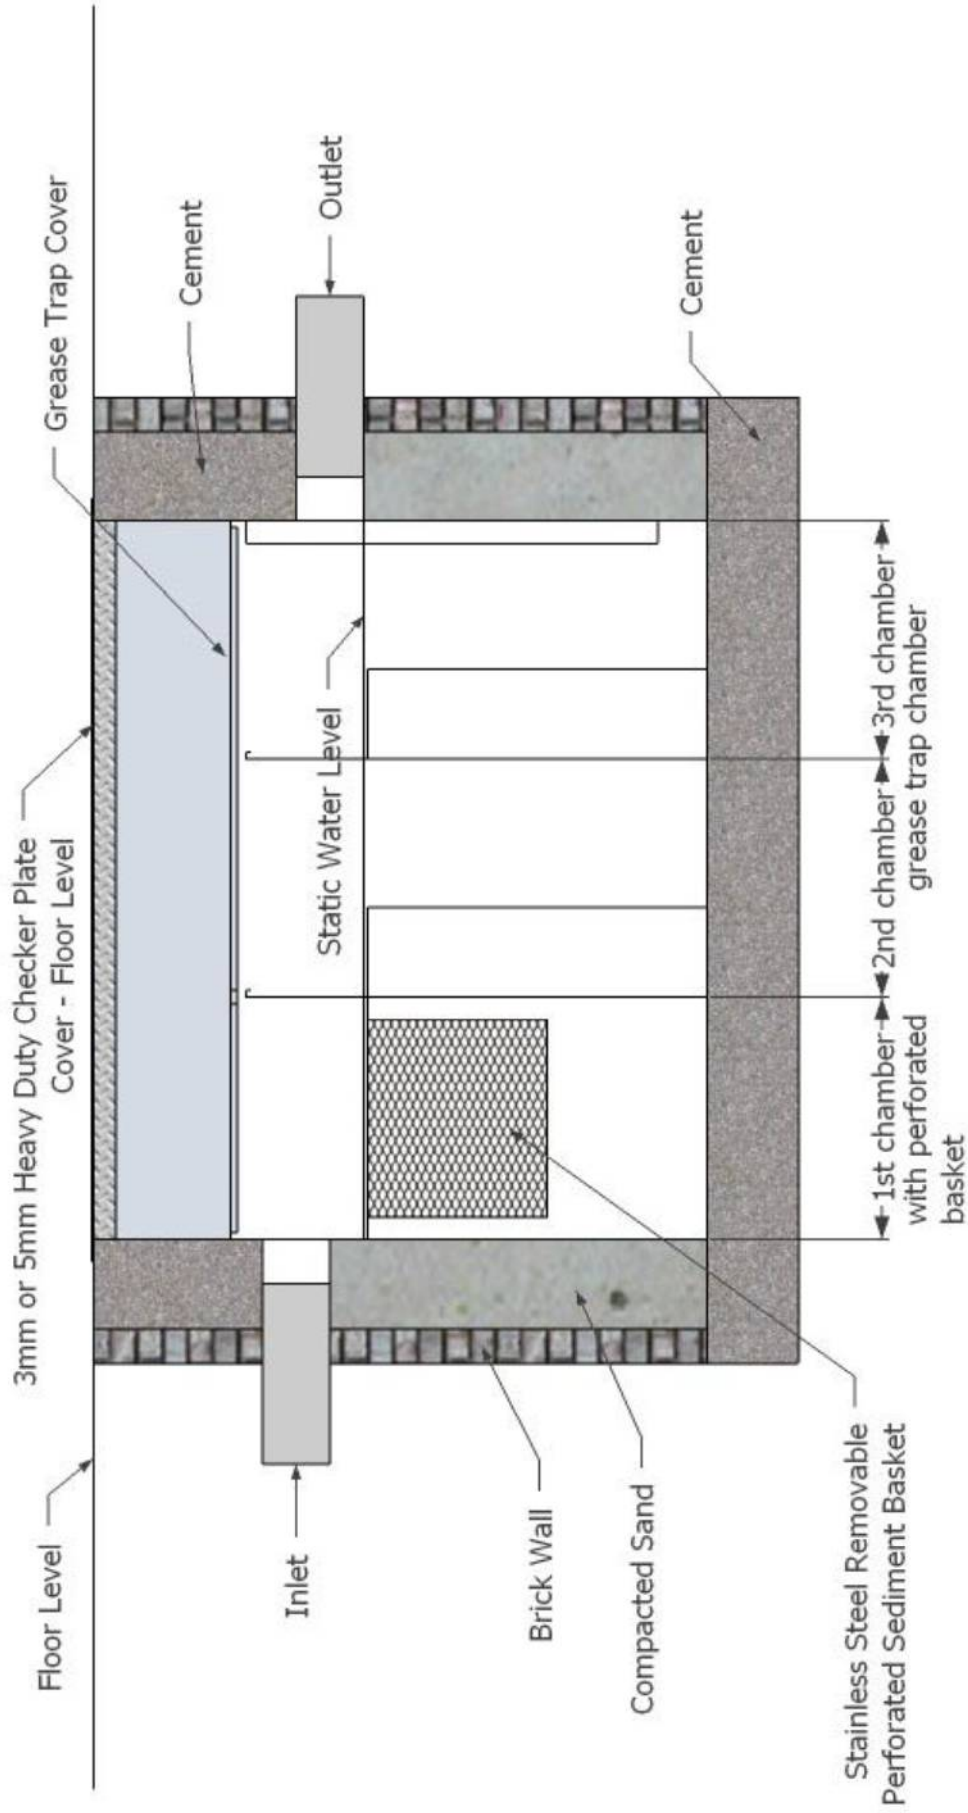 3mm or 5mm Heavy Duty Checker Plate
Cover - Floor Level
Grease Trap Cover
Floor Level
Cement
Inlet
Outlet
Static Water Level
Brick Wall
Compacted Sand
Cement
Stainless Steel Removable
Perforated Sediment Basket
1st chamber
with perforated
basket
2nd chamber
3rd chamber
grease trap chamber